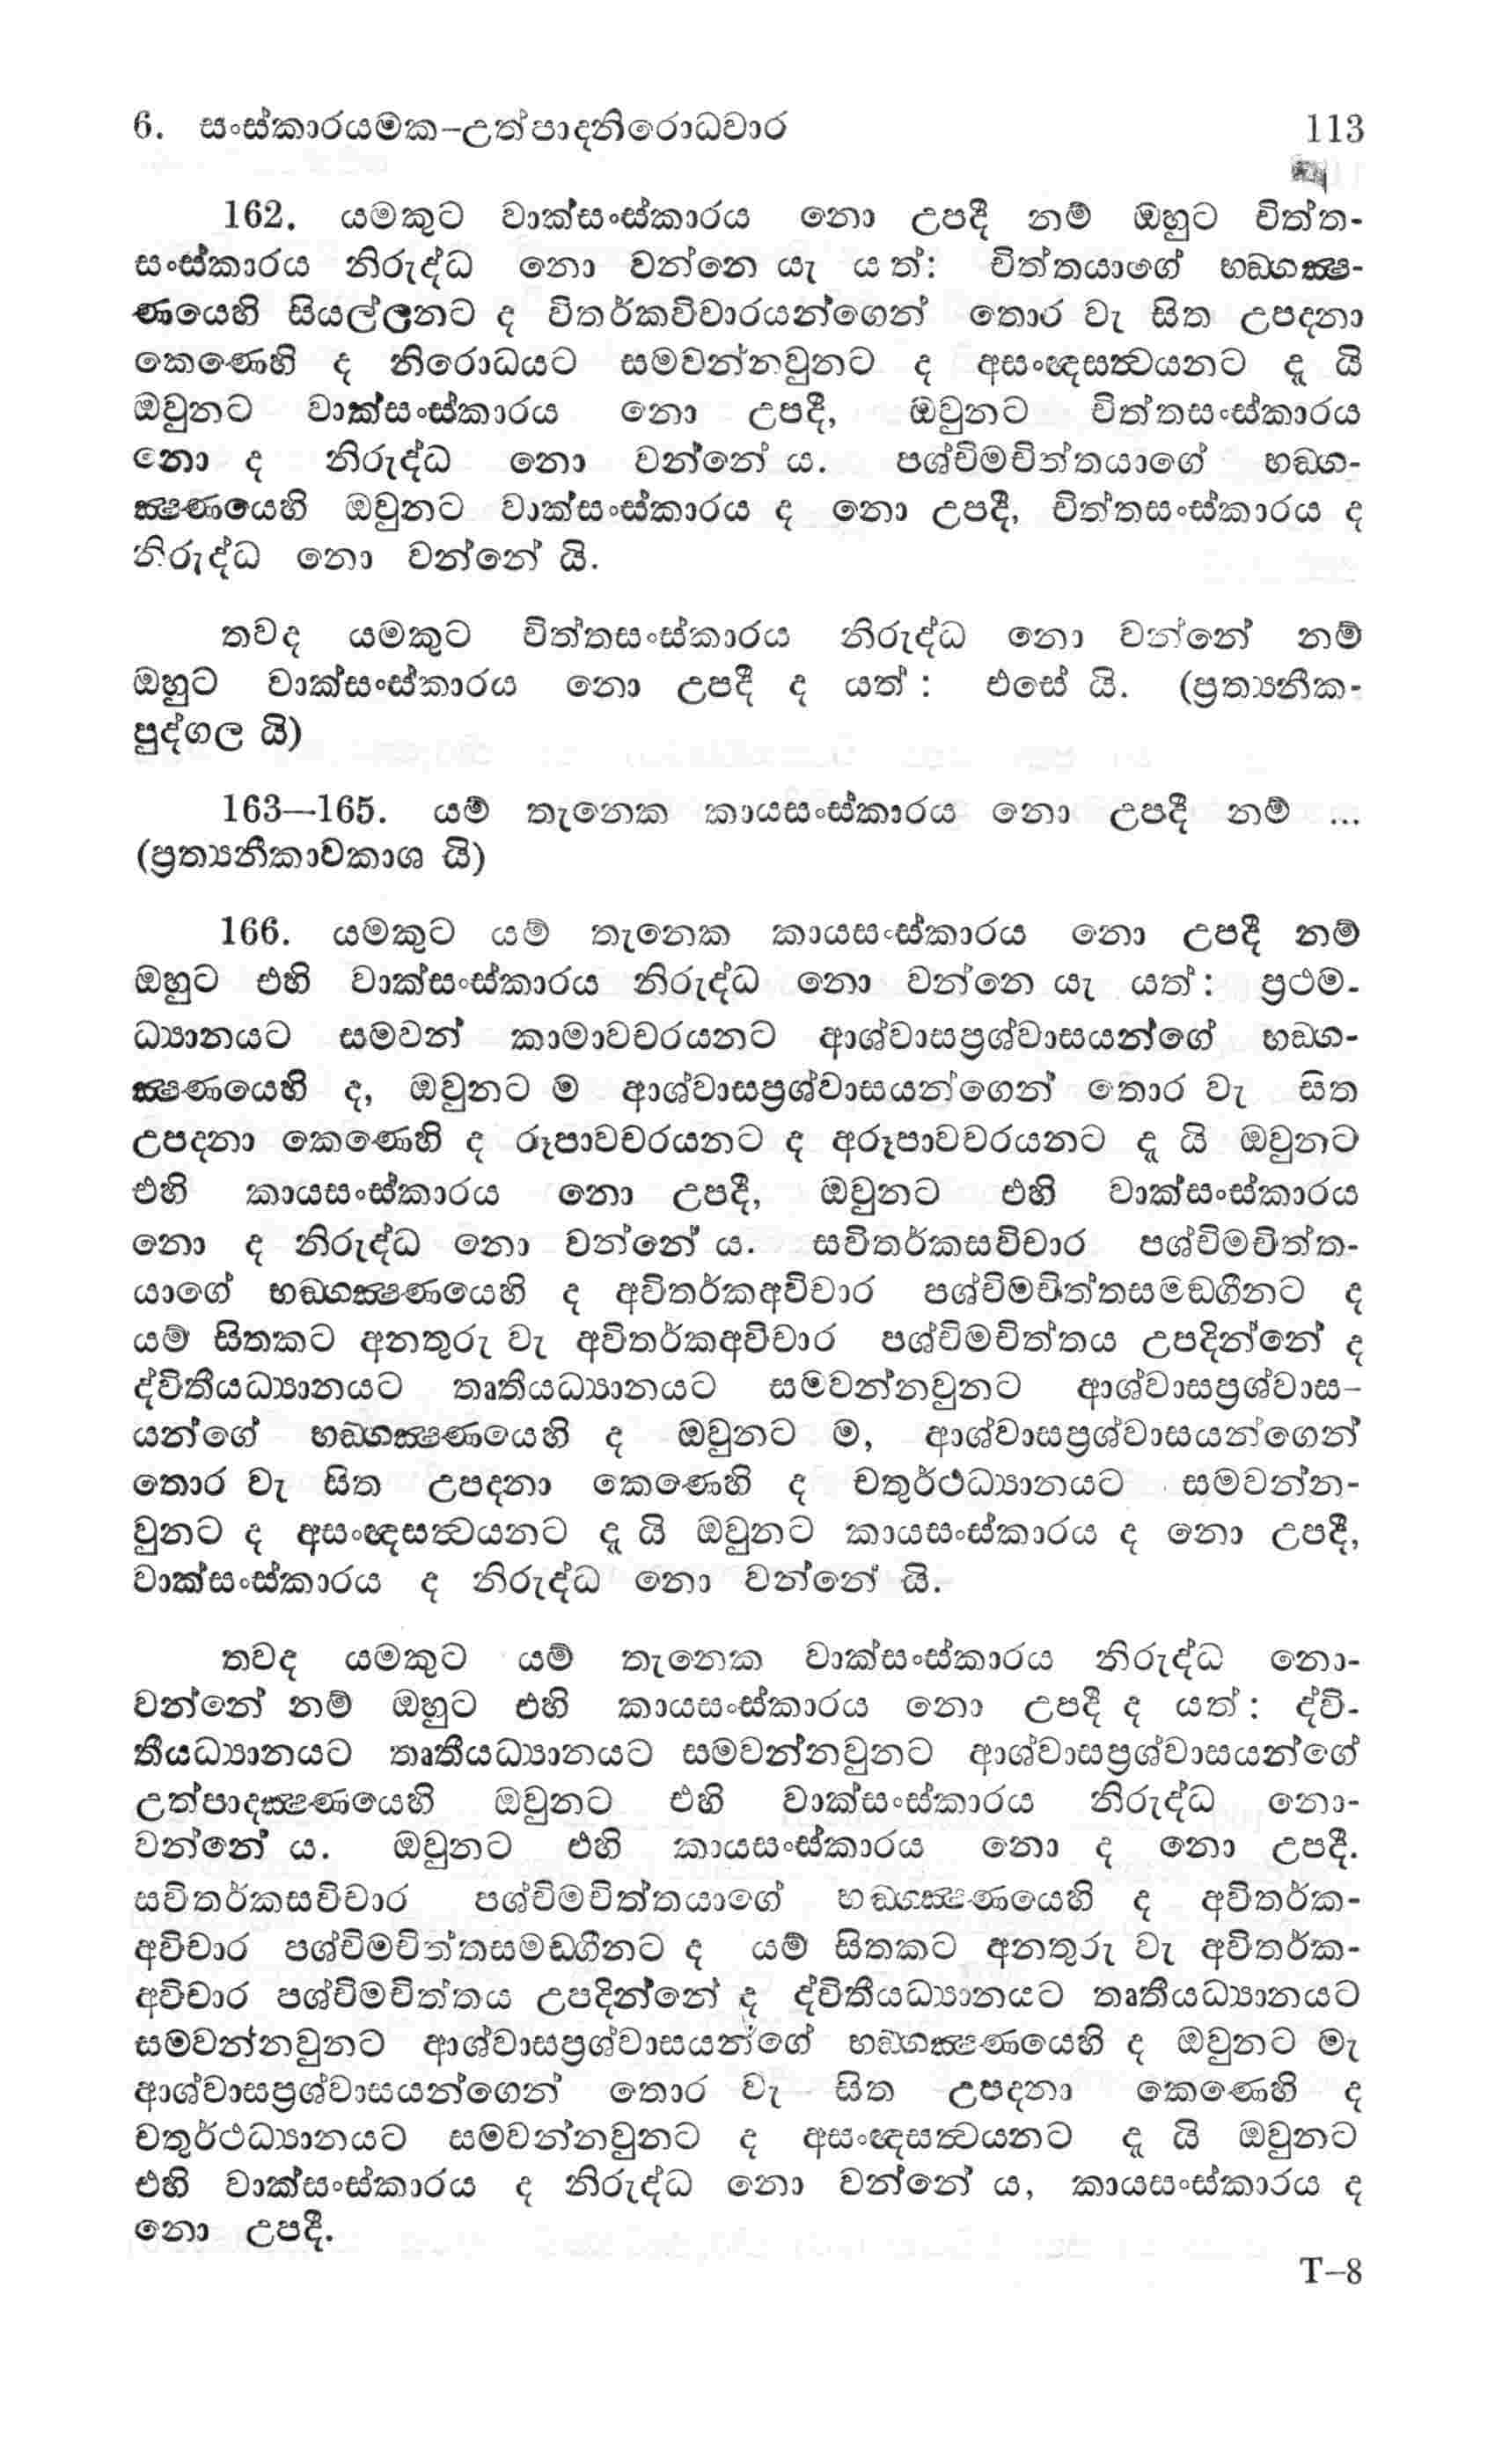 6. සංස්කාරයමක-උත්පාදනිරොධවාර 113
162. යමකුට වාක්සංස්කාරය නො උපදී නම් ඔහුට චිත්ත-
සංස්කාරය නිරුද්ධ නො වන්නෙ යැ යත්: චිත්තයාගේ භඞ්ගක්‍ෂ-
ණයෙහි සියල්ලනට ද විතර්කවිචාරයන්ගෙන් තොර වැ සිත උපදනා
කෙණෙහි ද නිරොධයට සමවන්නවුනට ද අසංඥසත්‍වයනට දැ යි
ඔවුනට වාක්සංස්කාරය නො උපදී, ඔවුනට චිත්තසංස්කාරය
නො ද නිරුද්ධ නො වන්නේ ය. පශ්චිමචිත්තයාගේ භඞ්ග-
ක්‍ෂණයෙහි ඔවුනට වාක්සංස්කාරය ද නො උපදී, චිත්තසංස්කාරය ද
නිරුද්ධ නො වන්නේ යි.
තවද යමකුට චිත්තසංස්කාරය නිරුද්ධ නො වන්නේ නම්
ඔහුට වාක්සංස්කාරය නො උපදී ද යත් : එසේ යි. (ප්‍රත්‍යනීක-
පුද්ගල යි)
163—165. යම් තැනෙක කායසංස්කාරය නො උපදී නම් ...
(ප්‍රත්‍යනීකාවකාශ යි)
166. යමකුට යම් තැනෙක කායසංස්කාරය නො උපදී නම්
ඔහුට එහි වාක්සංස්කාරය නිරුද්ධ නො වන්නෙ යැ යත්: ප්‍රථම-
ධ්‍යානයට සමවන් කාමාවචරයනට ආශ්වාසප්‍රශ්වාසයන්ගේ භඞ්ග-
ක්‍ෂණයෙහි ද, ඔවුනට ම ආශ්වාසප්‍රශ්වාසයන්ගෙන් තොර වැ සිත
උපදනා කෙණෙහි ද රූපාවචරයනට ද අරූපාවචරයනට දැ යි ඔවුනට
එහි කායසංස්කාරය නො උපදී, ඔවුනට එහි වාක්සංස්කාරය
නො ද නිරුද්ධ නො වන්නේ ය. සවිතර්කසවිචාර පශ්චිමචිත්ත-
යාගේ භඞ්ගක්‍ෂණයෙහි ද අවිතර්කඅවිචාර පශ්චිමචිත්තසමඞ්ගීනට ද
යම් සිතකට අනතුරු වැ අවිතර්කඅවිචාර පශ්චිමචිත්තය උපදින්නේ ද
ද්විතීයධ්‍යානයට තෘතීයධ්‍යානයට සමවන්නවුනට ආශ්වාසප්‍රශ්වාස-
යන්ගේ භඞ්ගක්‍ෂණයෙහි ද ඔවුනට ම, ආශ්වාසප්‍රශ්වාසයන්ගෙන්
තොර වැ සිත උපදනා කෙණෙහි ද චතුර්ථධ්‍යානයට සමවන්න-
වුනට ද අසංඥසත්‍වයනට දැ යි ඔවුනට කායසංස්කාරය ද නො උපදී,
වාක්සංස්කාරය ද නිරුද්ධ නො වන්නේ යි.
තවද යමකුට යම් තැනෙක වාක්සංස්කාරය නිරුද්ධ නො-
වන්නේ නම් ඔහුට එහි කායසංස්කාරය නො උපදී ද යත්: ද්වි-
තීයධ්‍යානයට තෘතීයධ්‍යානයට සමවන්නවුනට ආශ්වාසප්‍රශ්වාසයන්ගේ
උත්පාදක්‍ෂණයෙහි ඔවුනට එහි වාක්සංස්කාරය නිරුද්ධ නො-
වන්නේ ය. ඔවුනට එහි කායසංස්කාරය නො ද නො උපදී.
සවිතර්කසවිචාර පශ්චිමචිත්තයාගේ භඞ්ගක්‍ෂණයෙහි ද අවිතර්ක-
අවිචාර පශ්චිමචිත්තසමඞ්ගීනට ද යම් සිතකට අනතුරු වැ අවිතර්ක-
අවිචාර පශ්චිමචිත්තය උපදින්නේ ද ද්විතීයධ්‍යානයට තෘතීයධ්‍යානයට
සමවන්නවුනට ආශ්වාසප්‍රශ්වාසයන්ගේ භඞ්ගක්‍ෂණයෙහි ද ඔවුනට මැ
ආශ්වාසප්‍රශ්වාසයන්ගෙන් තොර වැ සිත උපදනා කෙණෙහි ද
චතුර්ථධ්‍යානයට සමවන්නවුනට ද අසංඥසත්‍වයනට දැ යි ඔවුනට
එහි වාක්සංස්කාරය ද නිරුද්ධ නො වන්නේ ය, කායසංස්කාරය ද
නො උපදී.
T–8